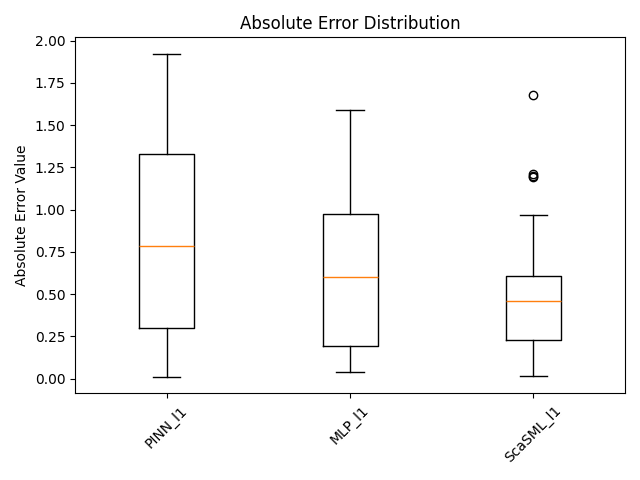 Absolute Error Distribution
Absolute Error Value
2.00
1.75
1.50
1.25
1.00
0.75
0.50
0.25
0.00
PINN_l1
MLP_l1
ScaSML_l1